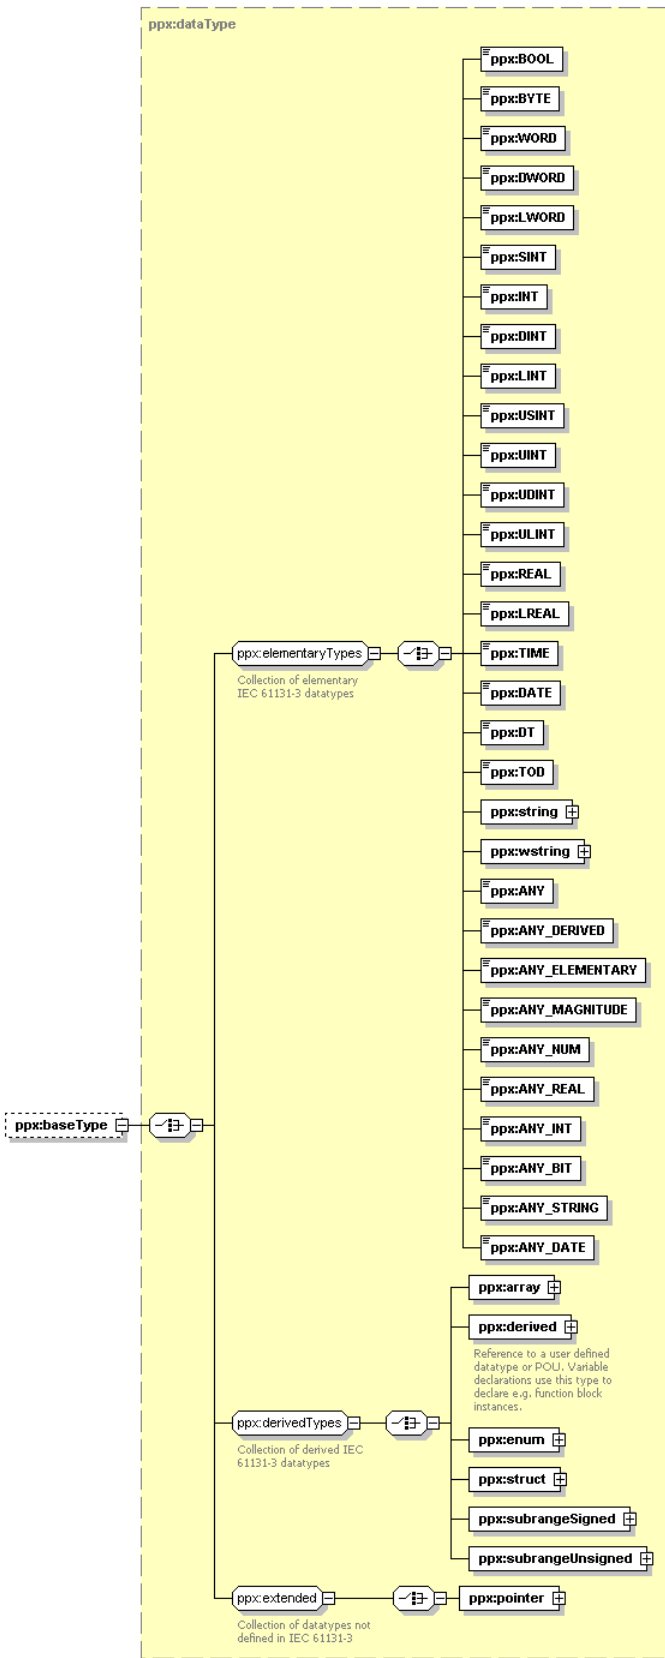 ppx:dataType
ppx:BOOL
ppx:BYTE
ppx:WORD
ppx:DWORD
ppx:LWORD
ppx:SINT
ppx:INT
ppx:DINT
ppx:LINT
ppx:USINT
ppx:UINT
ppx:UDINT
ppx:ULINT
ppx:REAL
ppx:LREAL
ppx:elementaryTypes
Collection of elementary
IEC 61131-3 datatypes
ppx:TIME
ppx:DATE
ppx:DT
ppx:TOD
ppx:string
ppx:wstring
ppx:ANY
ppx:ANY_DERIVED
ppx:ANY_ELEMENTARY
ppx:ANY_MAGNITUDE
ppx:ANY_NUM
ppx:ANY_REAL
ppx:ANY_INT
ppx:ANY_BIT
ppx:ANY_STRING
ppx:ANY_DATE
ppx:baseType
ppx:derivedTypes
Collection of derived IEC
61131-3 datatypes
ppx:array
ppx:derived
Reference to a user defined
datatype or POU. Variable
declarations use this type to
declare e.g. function block
instances.
ppx:enum
ppx:struct
ppx:subrangeSigned
ppx:subrangeUnsigned
ppx:extended
Collection of datatypes not
defined in IEC 61131-3
ppx:pointer